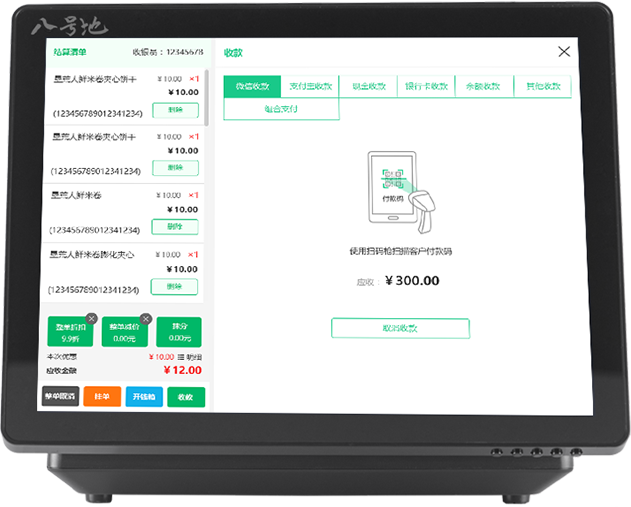 八号池
结算清单 收银员：12345678
星荒人鲜米卷夹心饼干 ￥10.00 ×1
￥10.00
(123456789012341234) 删除
星荒人鲜米卷夹心饼干 ￥10.00 ×1
￥10.00
(123456789012341234) 删除
星荒人鲜米卷 ￥10.00 ×1
￥10.00
(123456789012341234) 删除
星荒人鲜米卷膨化夹心 ￥10.00 ×1
￥10.00
(123456789012341234) 删除
整单折扣
9.9折
整单减价
0.00元
0.00元
本次优惠 ￥10.00 明细
应收金额 ￥12.00
整单取消 挂单 开钱箱 收款
收款
微信收款 支付宝收款 现金收款 银行卡收款 余额收款 其他收款
组合支付
付款码
使用扫码枪扫描客户付款码
应收：￥300.00
取消收款